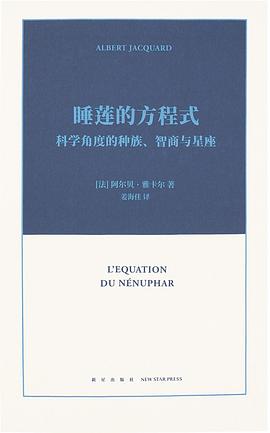 ALBERT JACQUARD
睡莲的方程式
科学角度的种族、智商与星座
[法] 阿尔贝·雅卡尔 著
姜海佳 译
L'EQUATION
DU NÉNUPHAR
新星出版社 NEW STAR PRESS